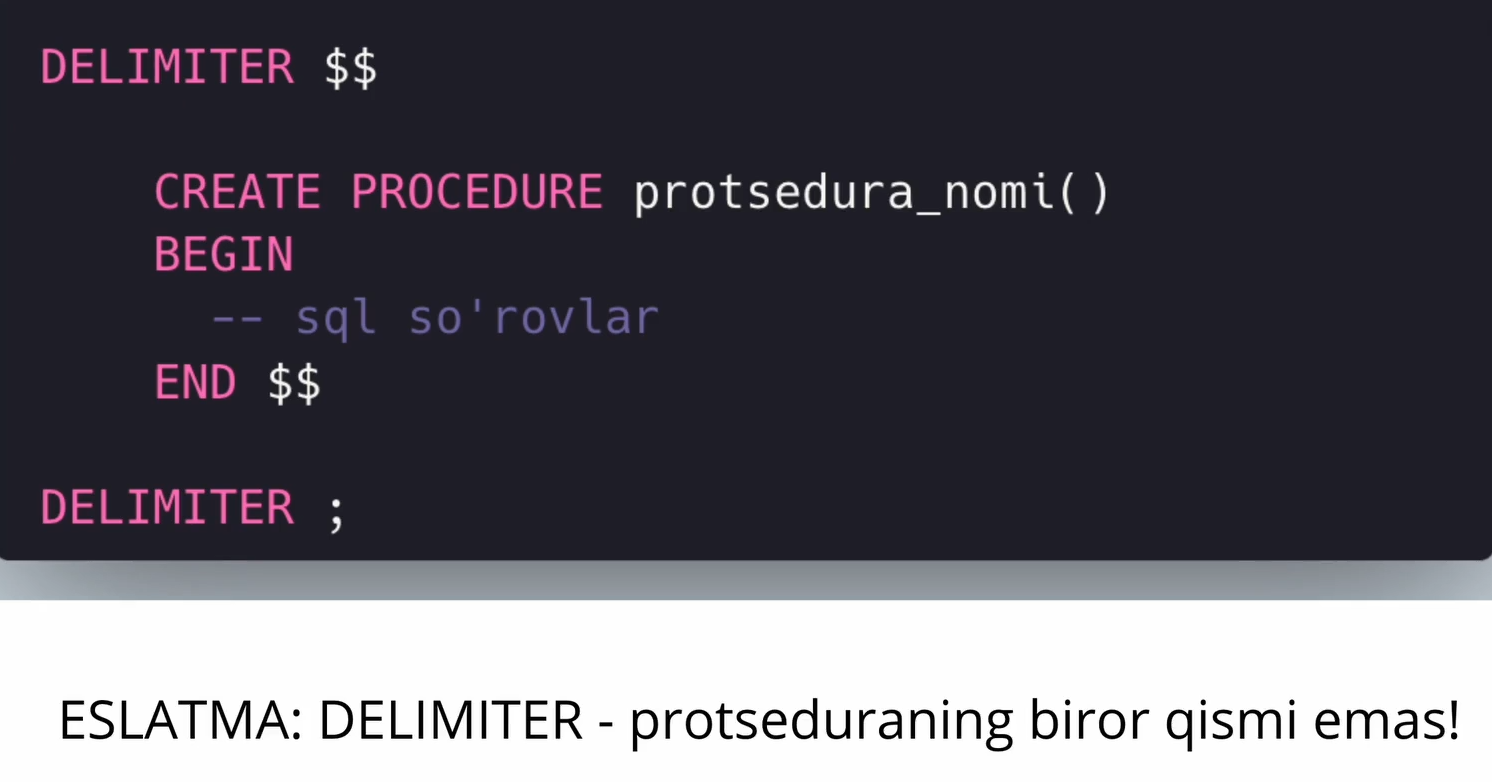 DELIMITER $$
CREATE PROCEDURE protsedura_nomi()
BEGIN
-- sql so'rovlar
END $$
DELIMITER ;
ESLATMA: DELIMITER - protseduraning biror qismi emas!